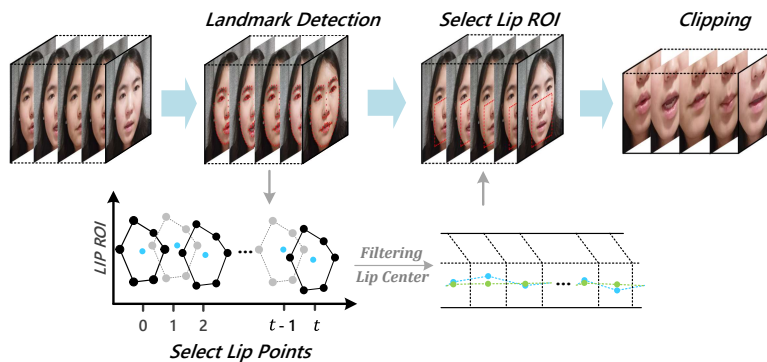 Landmark Detection
Select Lip ROI
Clipping
LIP ROI
...
0 1 2 t - 1 t
Select Lip Points
Filtering
Lip Center
...